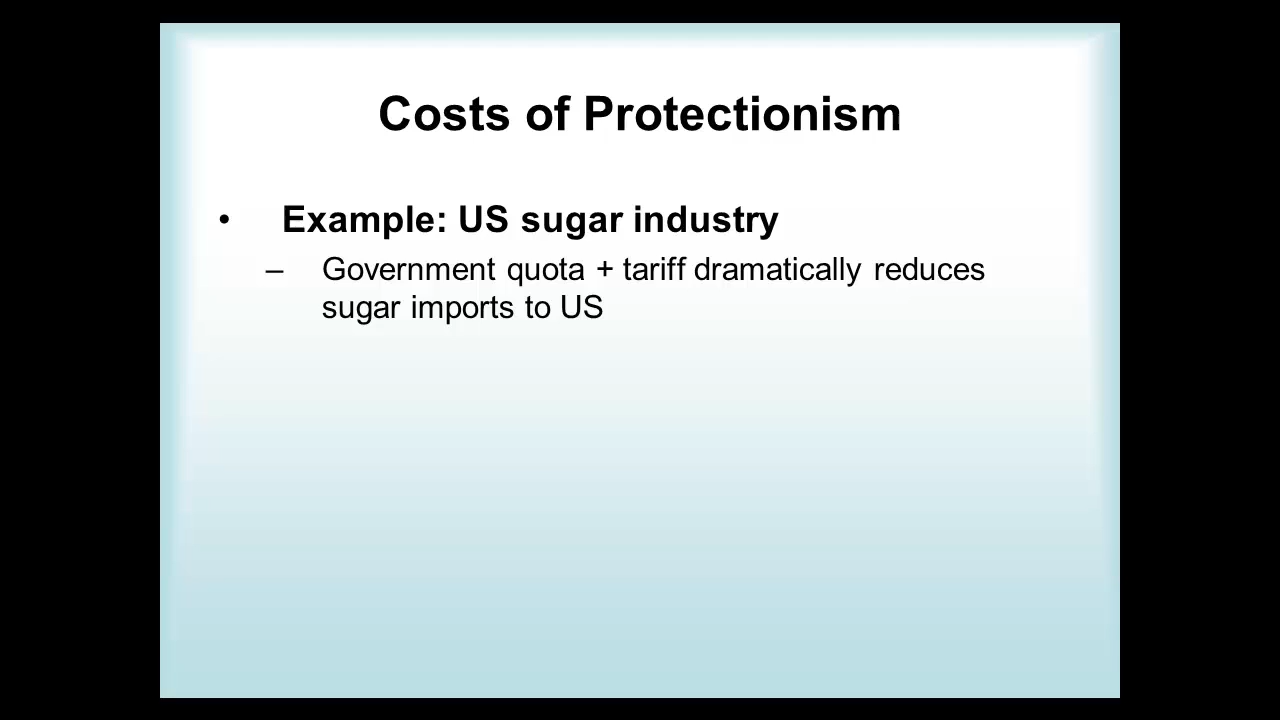 Costs of Protectionism
• Example: US sugar industry
– Government quota + tariff dramatically reduces
sugar imports to US